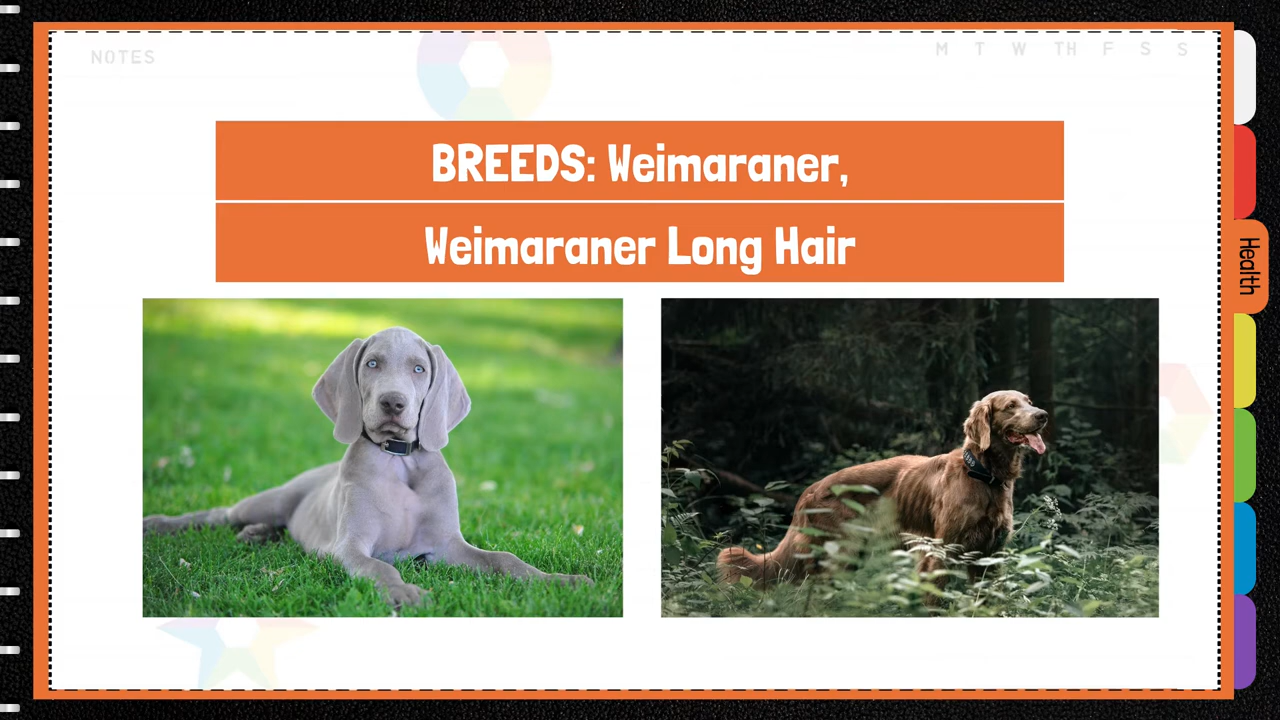 NOTES
M T W TH F S S
BREEDS: Weimaraner,
Weimaraner Long Hair
Health